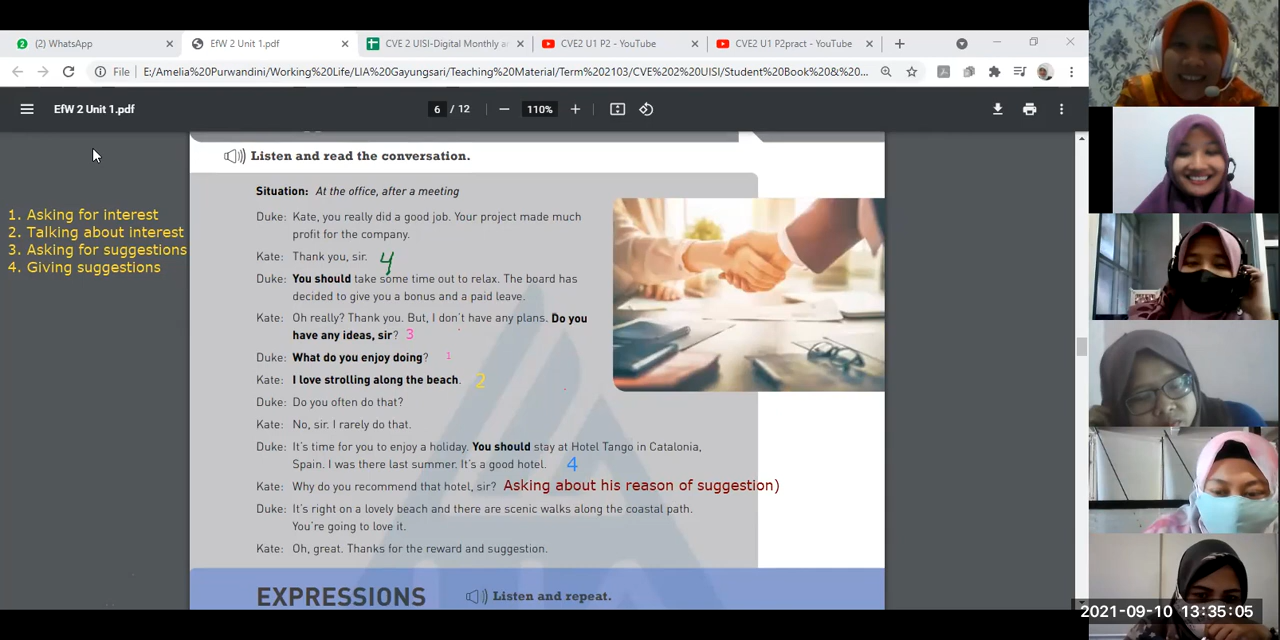 (2) WhatsApp
EfW 2 Unit 1.pdf
CVE 2 UISI-Digital Monthly a
CVE2 U1 P2 - YouTube
CVE2 U1 P2pract - YouTube
File
E:/Amelia%20Purwandini/Working%20Life/LIA%20Gayungsari/Teaching%20Material/Term%202103/CVE%202%20UISI/Student%20Book%20&%20...
EfW 2 Unit 1.pdf
6 / 12
110%
Listen and read the conversation.
Situation: At the office, after a meeting
1. Asking for interest
2. Talking about interest
3. Asking for suggestions
4. Giving suggestions
Duke: Kate, you really did a good job. Your project made much
profit for the company.
Kate: Thank you, sir. 4
Duke: You should take some time out to relax. The board has
decided to give you a bonus and a paid leave.
Kate: Oh really? Thank you. But, I don't have any plans. Do you
have any ideas, sir? 3
Duke: What do you enjoy doing? 1
Kate: I love strolling along the beach. 2
Duke: Do you often do that?
Kate: No, sir. I rarely do that.
Duke: It's time for you to enjoy a holiday. You should stay at Hotel Tango in Catalonia,
Spain. I was there last summer. It's a good hotel. 4
Kate: Why do you recommend that hotel, sir? Asking about his reason of suggestion)
Duke: It's right on a lovely beach and there are scenic walks along the coastal path.
You're going to love it.
Kate: Oh, great. Thanks for the reward and suggestion.
EXPRESSIONS
Listen and repeat.
2021-09-10 13:35:05